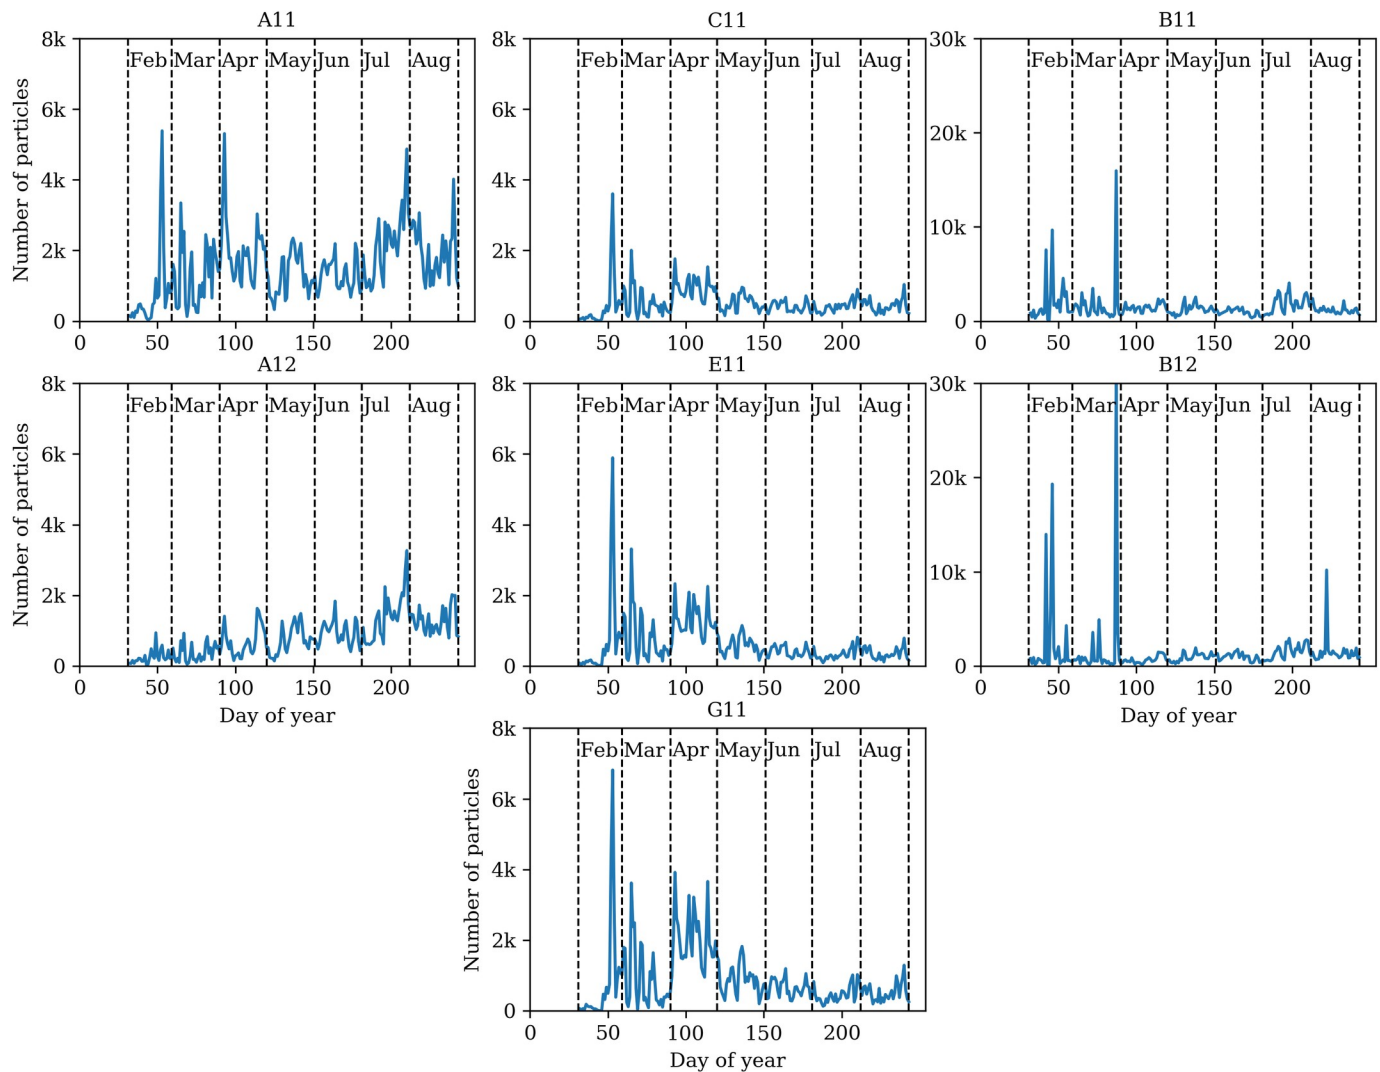 A11
8k
6k
4k
2k
0
Number of particles
Feb Mar Apr May Jun Jul Aug
0 50 100 150 200
C11
8k
6k
4k
2k
0
Feb Mar Apr May Jun Jul Aug
0 50 100 150 200
B11
30k
20k
10k
0
Feb Mar Apr May Jun Jul Aug
0 50 100 150 200
A12
8k
6k
4k
2k
0
Number of particles
Feb Mar Apr May Jun Jul Aug
0 50 100 150 200
Day of year
E11
8k
6k
4k
2k
0
Feb Mar Apr May Jun Jul Aug
0 50 100 150 200
B12
30k
20k
10k
0
Feb Mar Apr May Jun Jul Aug
0 50 100 150 200
Day of year
G11
8k
6k
4k
2k
0
Number of particles
Feb Mar Apr May Jun Jul Aug
0 50 100 150 200
Day of year